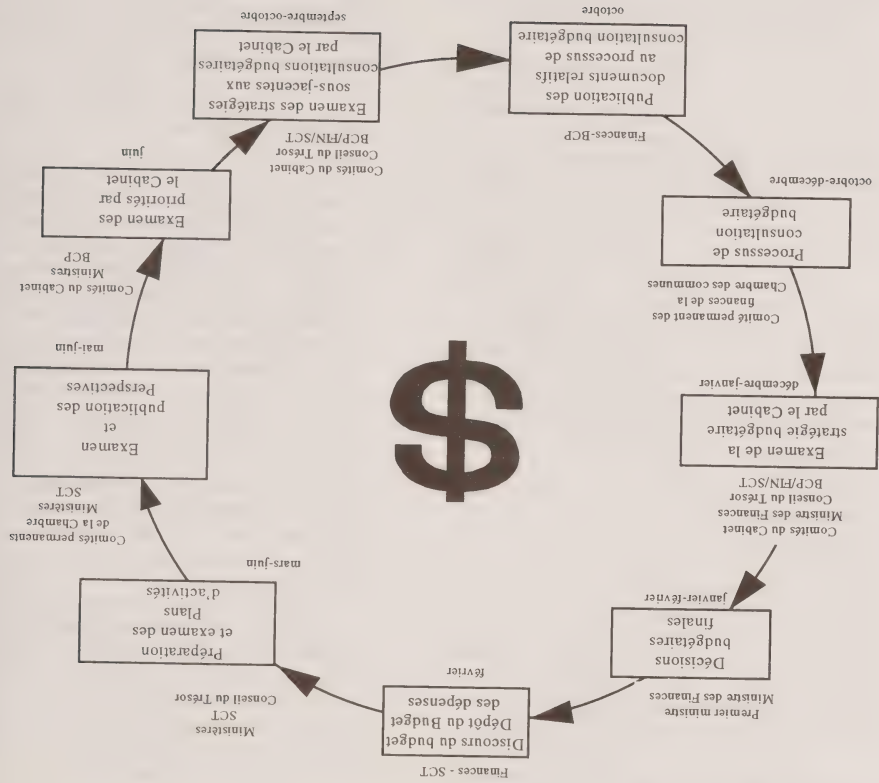 Finances - SCT
Discours du budget
Dépôt du Budget
des dépenses
février
Ministères
SCT
Conseil du Trésor
Préparation
et examen des
Plans
d'activités
mars-juin
Comités permanents
de la Chambre
Ministères
SCT
Examen
et
publication des
Perspectives
mai-juin
Comités du Cabinet
Ministres
BCP
Examen des
priorités par
le Cabinet
juin
Comités du Cabinet
Conseil du Trésor
BCP/FIN/SCT
Examen des stratégies
sous-jacentes aux
consultations budgétaires
par le Cabinet
septembre-octobre
Finances-BCP
Publication des
documents relatifs
au processus de
consultation budgétaire
octobre
Comité permanent des
finances de la
Chambre des communes
Processus de
consultation
budgétaire
octobre-décembre
Comités du Cabinet
Ministre des Finances
Conseil du Trésor
BCP/FIN/SCT
Examen de la
stratégie budgétaire
par le Cabinet
décembre-janvier
Premier ministre
Ministre des Finances
Décisions
budgétaires
finales
janvier-février
$